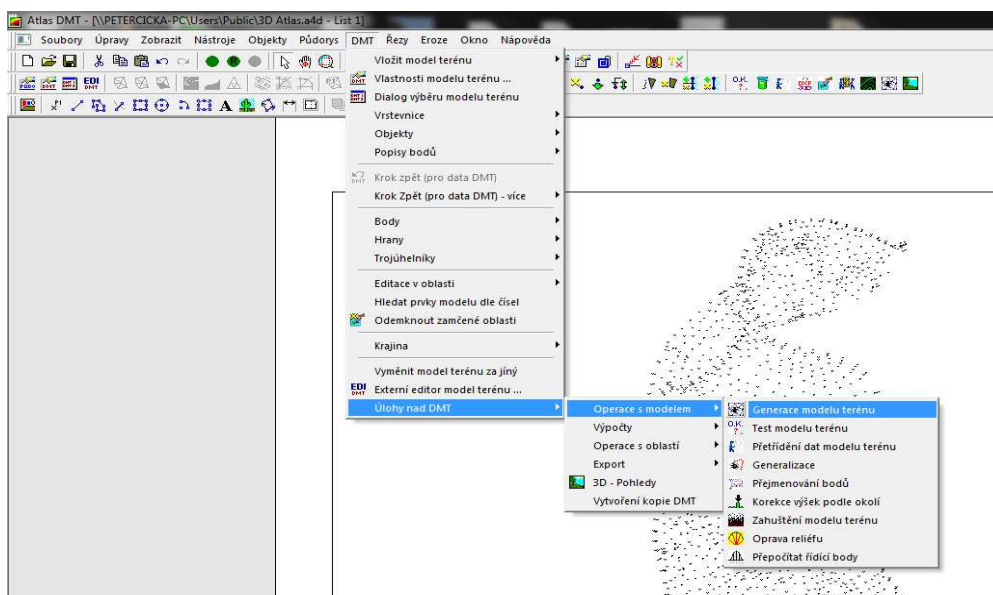 Atlas DMT - [\\PETERCICKA-PC\Users\Public\3D Atlas.a4d - List 1]
Soubory Úpravy Zobrazit Nástroje Objekty Půdorys DMT Řezy Eroze Okno Nápověda
Vložit model terénu
Vlastnosti modelu terénu ...
Dialog výběru modelu terénu
Vrstevnice
Objekty
Popisy bodů
Krok zpět (pro data DMT)
Krok Zpět (pro data DMT) - více
Body
Hrany
Trojúhelníky
Editace v oblasti
Hledat prvky modelu dle čísel
Odemknout zamčené oblasti
Krajina
Vyměnit model terénu za jiný
EDI DMT Externí editor model terénu ...
Úlohy nad DMT
Operace s modelem
Výpočty
Operace s oblastí
Export
3D - Pohledy
Vytvoření kopie DMT
Generace modelu terénu
O.K. ? Test modelu terénu
Přetřídění dat modelu terénu
Generalizace
Přejmenování bodů
Korekce výšek podle okolí
Zahuštění modelu terénu
Oprava reliéfu
Přepočítat řídící body